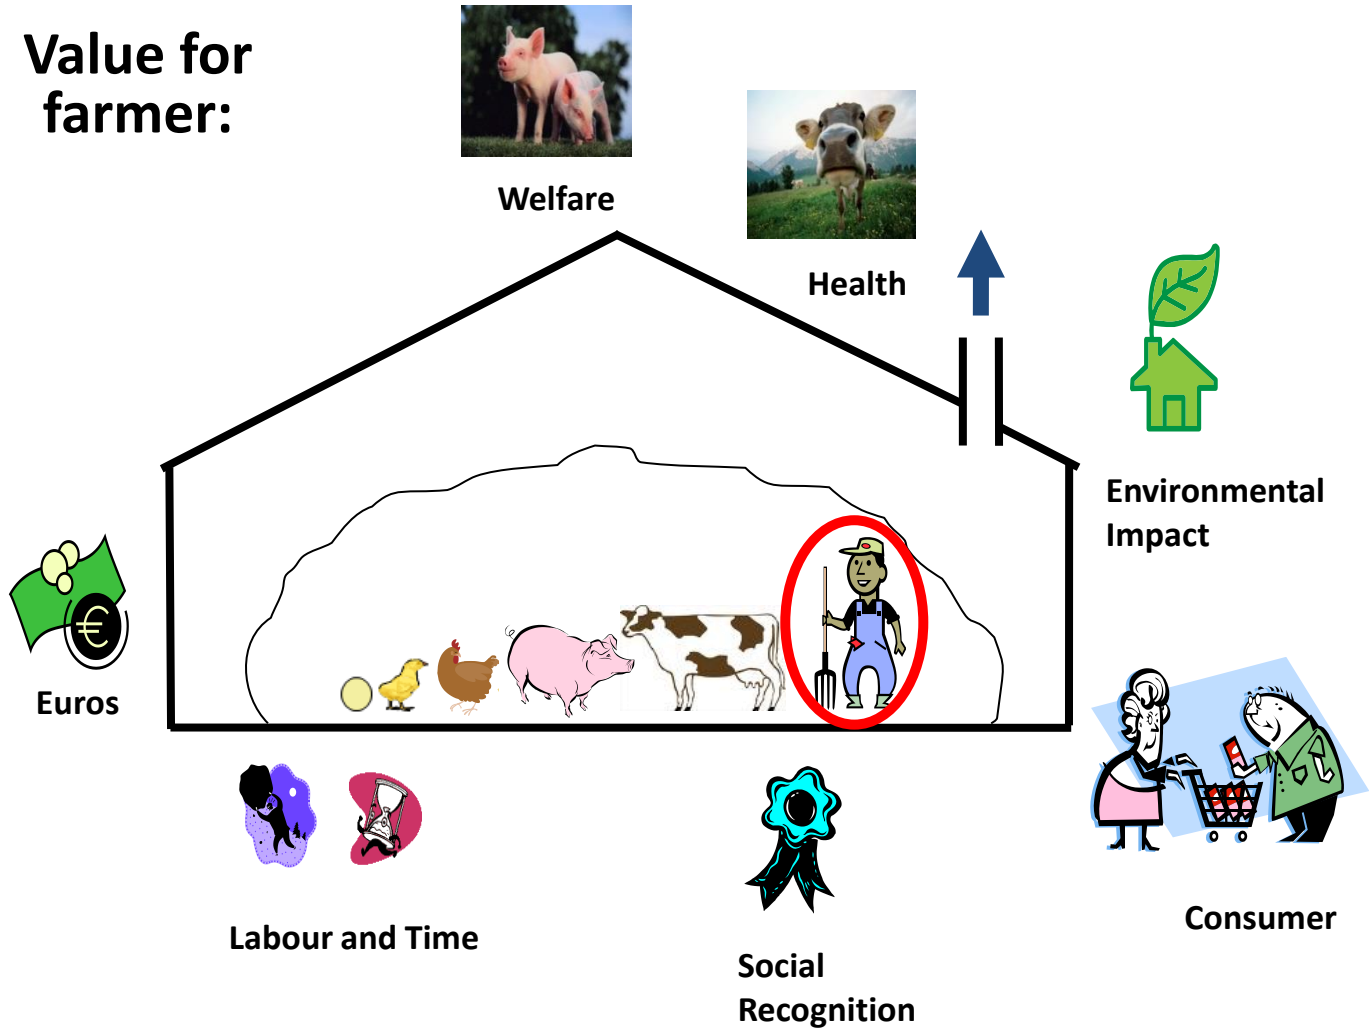 Value for
farmer:
Welfare
Health
Environmental
Impact
€
Euros
Labour and Time
Social
Recognition
Consumer